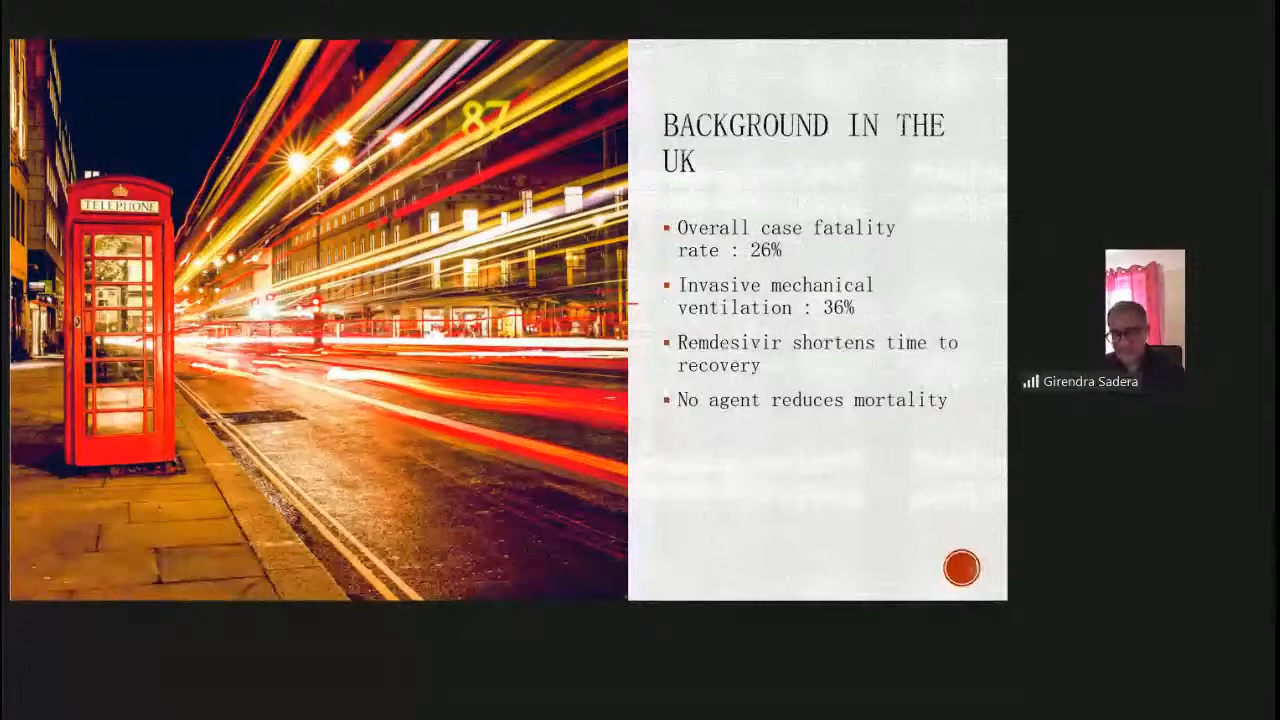 TELEPHONE
87
BACKGROUND IN THE
UK
Overall case fatality
rate : 26%
Invasive mechanical
ventilation : 36%
Remdesivir shortens time to
recovery
No agent reduces mortality
Girendra Sadera